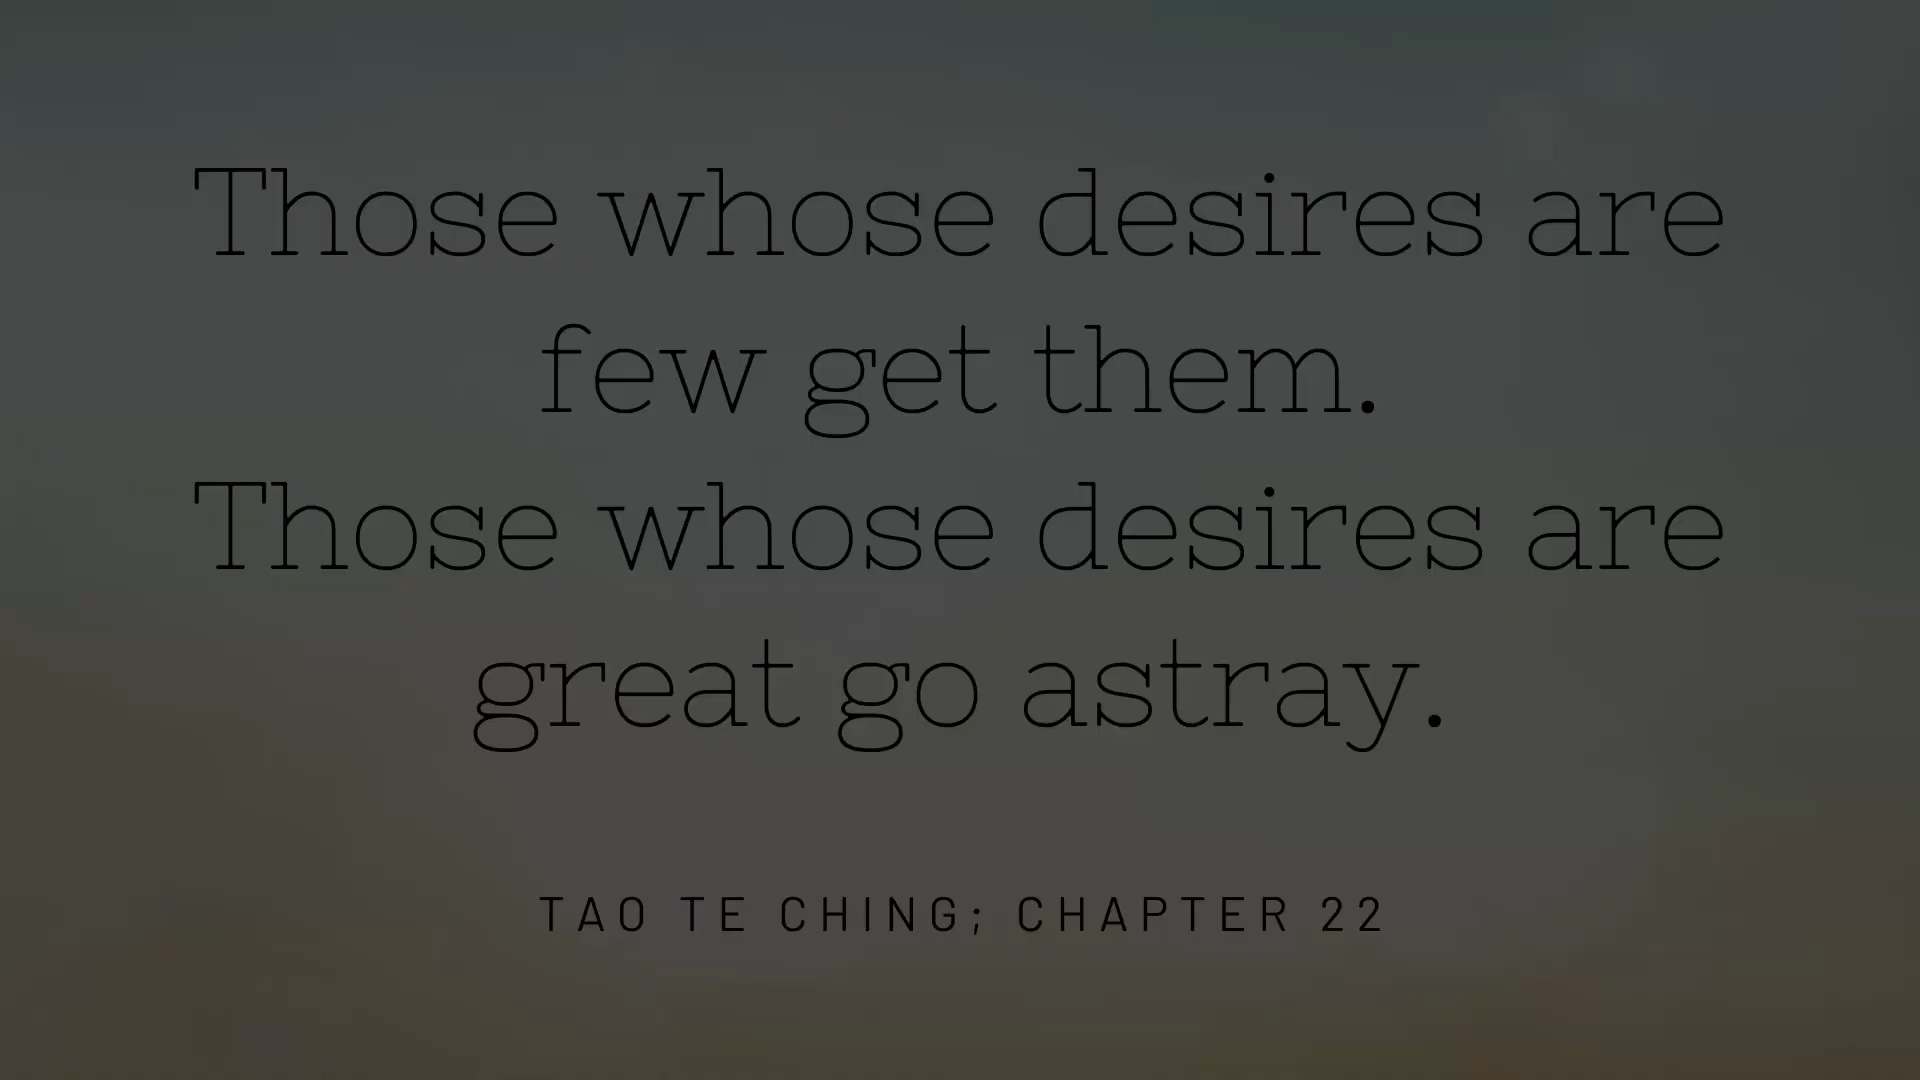 Those whose desires are
few get them.
Those whose desires are
great go astray.
TAO TE CHING; CHAPTER 22